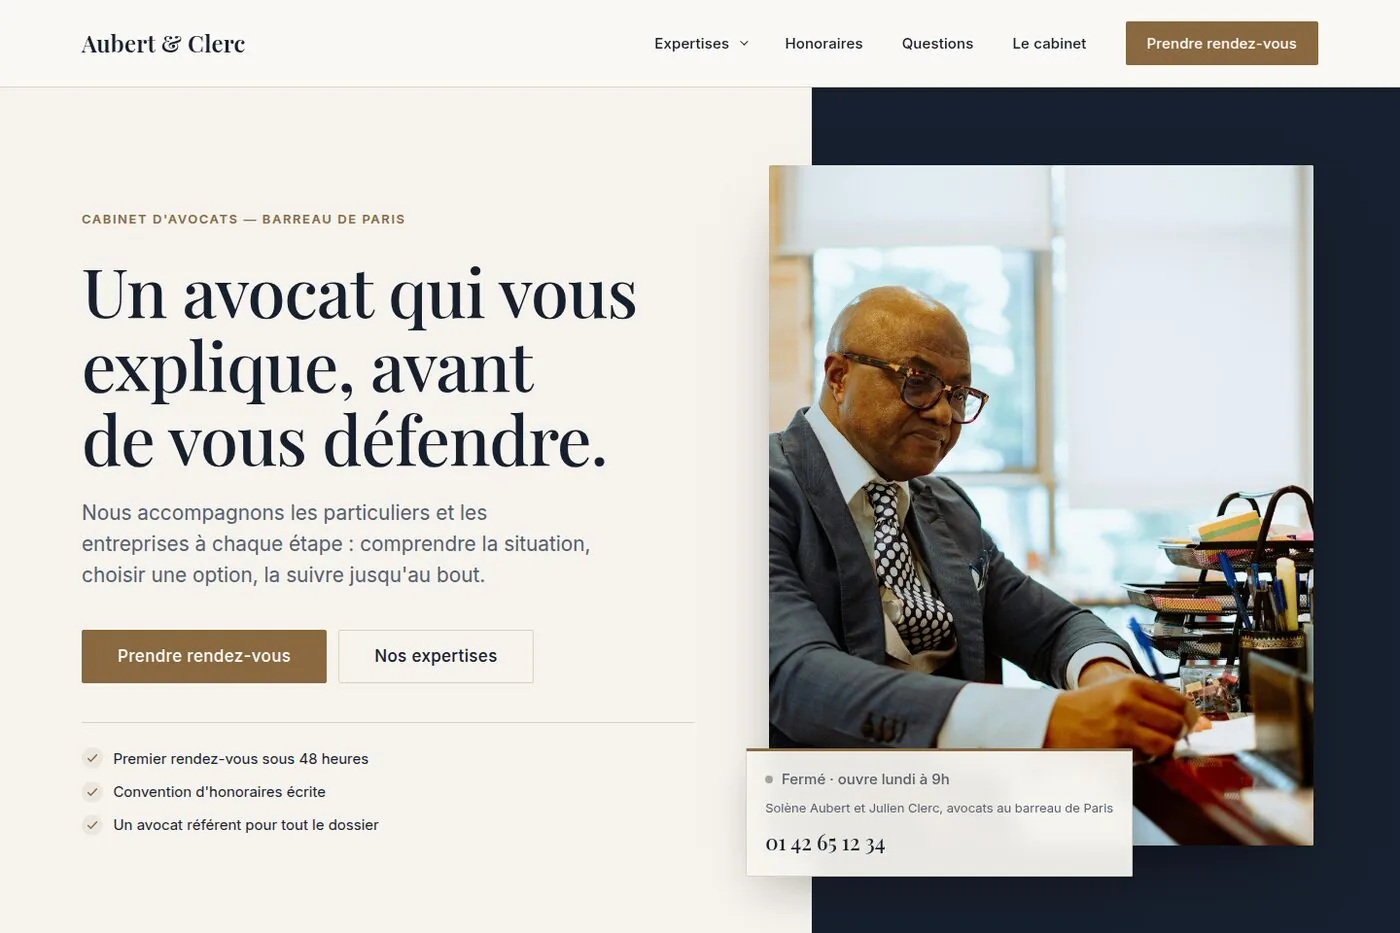 Aubert & Clerc
Expertises
Honoraires
Questions
Le cabinet
Prendre rendez-vous
CABINET D'AVOCATS — BARREAU DE PARIS
Un avocat qui vous
explique, avant
de vous défendre.
Nous accompagnons les particuliers et les
entreprises à chaque étape : comprendre la situation,
choisir une option, la suivre jusqu'au bout.
Prendre rendez-vous
Nos expertises
Premier rendez-vous sous 48 heures
Convention d'honoraires écrite
Un avocat référent pour tout le dossier
Fermé · ouvre lundi à 9h
Solène Aubert et Julien Clerc, avocats au barreau de Paris
01 42 65 12 34